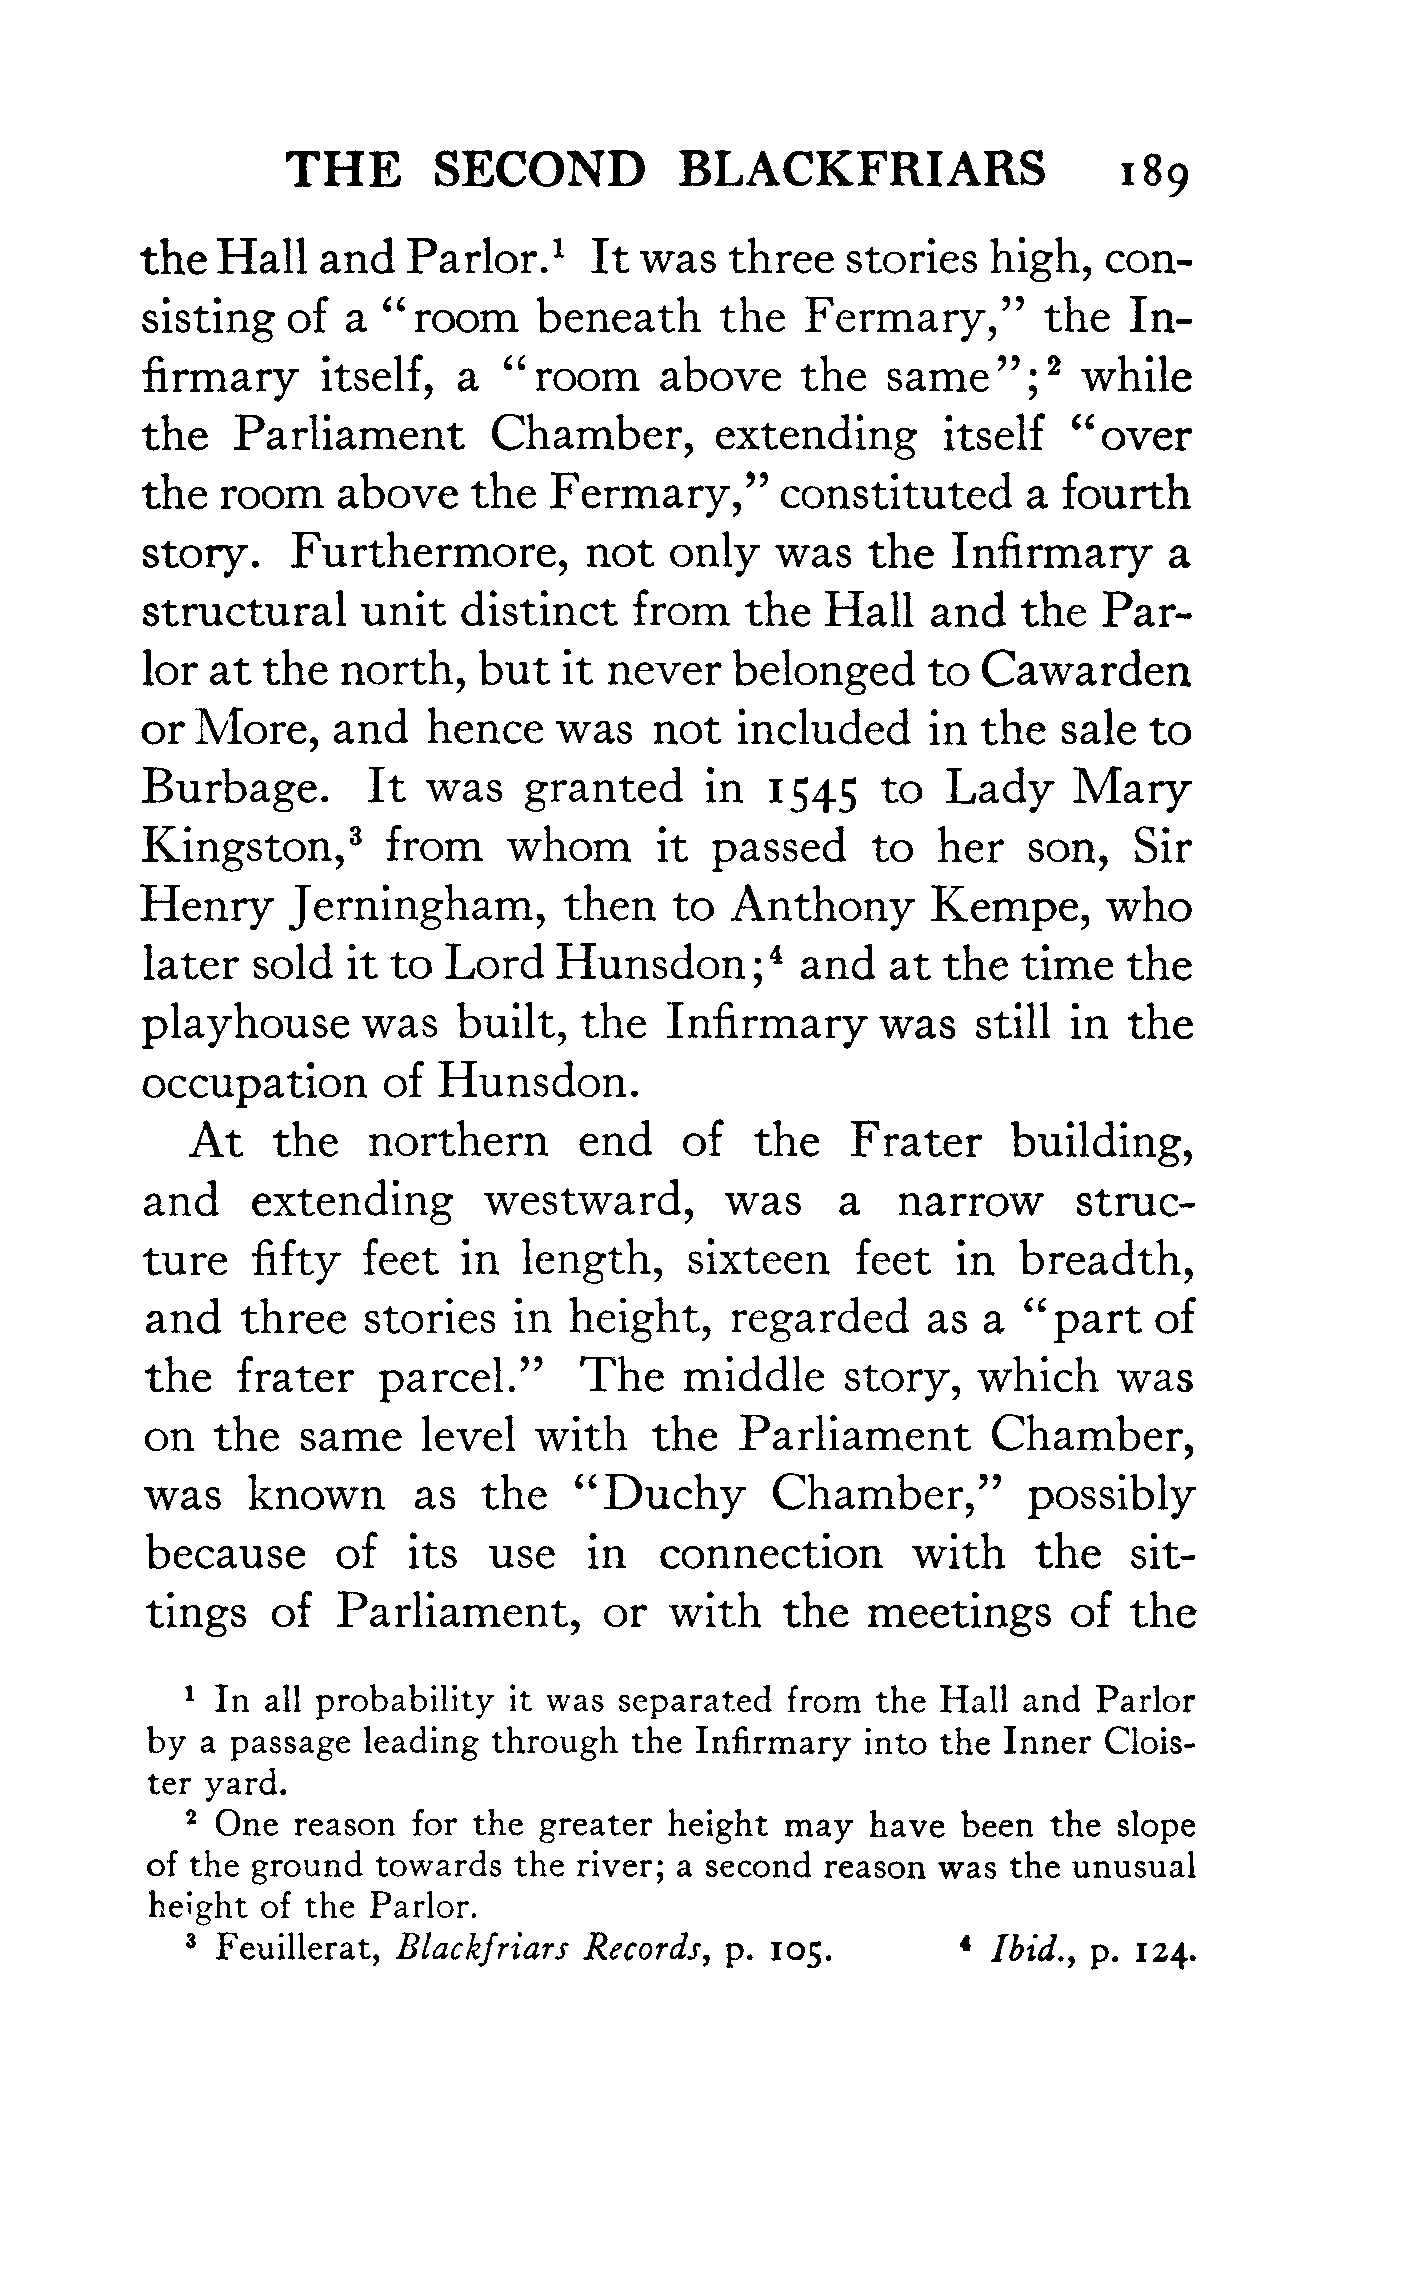 THE SECOND BLACKFRIARS 189
the Hall and Parlor.¹ It was three stories high, con-
sisting of a “room beneath the Fermary,” the In-
firmary itself, a “room above the same”;² while
the Parliament Chamber, extending itself “over
the room above the Fermary,” constituted a fourth
story. Furthermore, not only was the Infirmary a
structural unit distinct from the Hall and the Par-
lor at the north, but it never belonged to Cawarden
or More, and hence was not included in the sale to
Burbage. It was granted in 1545 to Lady Mary
Kingston,³ from whom it passed to her son, Sir
Henry Jerningham, then to Anthony Kempe, who
later sold it to Lord Hunsdon;⁴ and at the time the
playhouse was built, the Infirmary was still in the
occupation of Hunsdon.
At the northern end of the Frater building,
and extending westward, was a narrow struc-
ture fifty feet in length, sixteen feet in breadth,
and three stories in height, regarded as a “part of
the frater parcel.” The middle story, which was
on the same level with the Parliament Chamber,
was known as the “Duchy Chamber,” possibly
because of its use in connection with the sit-
tings of Parliament, or with the meetings of the
¹ In all probability it was separated from the Hall and Parlor
by a passage leading through the Infirmary into the Inner Clois-
ter yard.
² One reason for the greater height may have been the slope
of the ground towards the river; a second reason was the unusual
height of the Parlor.
³ Feuillerat, Blackfriars Records, p. 105. ⁴ Ibid., p. 124.